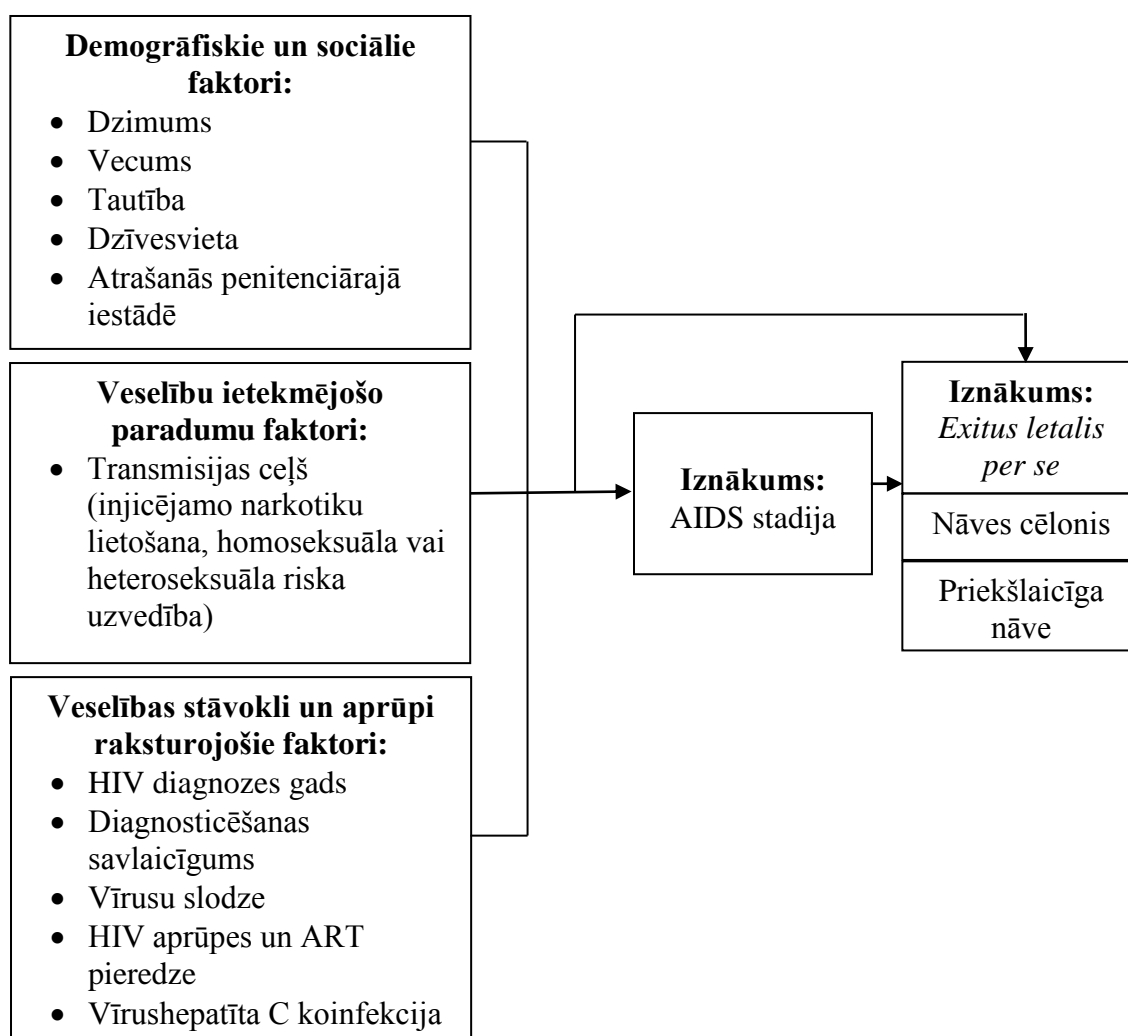 Demogrāfiskie un sociālie
faktori:
• Dzimums
• Vecums
• Tautība
• Dzīvesvieta
• Atrašanās penitenciārajā
iestādē
Veselību ietekmējošo
paradumu faktori:
• Transmisijas ceļš
(injicējamo narkotiku
lietošana, homoseksuāla vai
heteroseksuāla riska
uzvedība)
Veselības stāvokli un aprūpi
raksturojošie faktori:
• HIV diagnozes gads
• Diagnosticēšanas
savlaicīgums
• Vīrusu slodze
• HIV aprūpes un ART
pieredze
• Vīrushepatīta C koinfekcija
Iznākums:
AIDS stadija
Iznākums:
Exitus letalis
per se
Nāves cēlonis
Priekšlaicīga
nāve